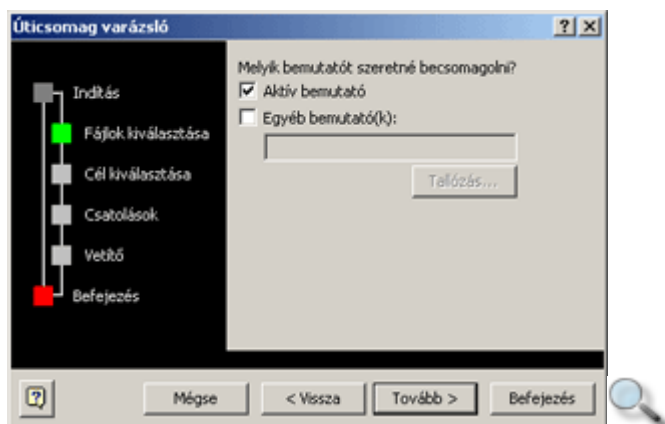 Úticsomag varázsló
Indítás
Fájlok kiválasztása
Cél kiválasztása
Csatolások
Vetítő
Befejezés
Melyik bemutatót szeretné becsomagolni?
Aktív bemutató
Egyéb bemutató(k):
Tallózás...
Mégse
< Vissza
Tovább >
Befejezés